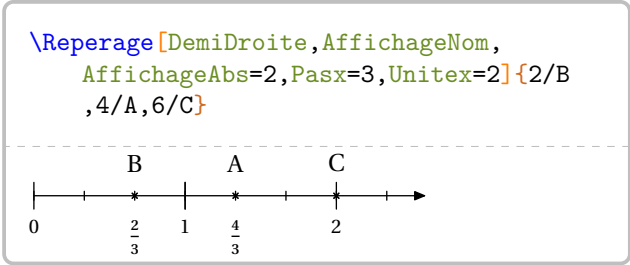 \Reperage[DemiDroite,AffichageNom,
AffichageAbs=2,Pasx=3,Unitex=2]{2/B
,4/A,6/C}
B A C
0 2/3 1 4/3 2